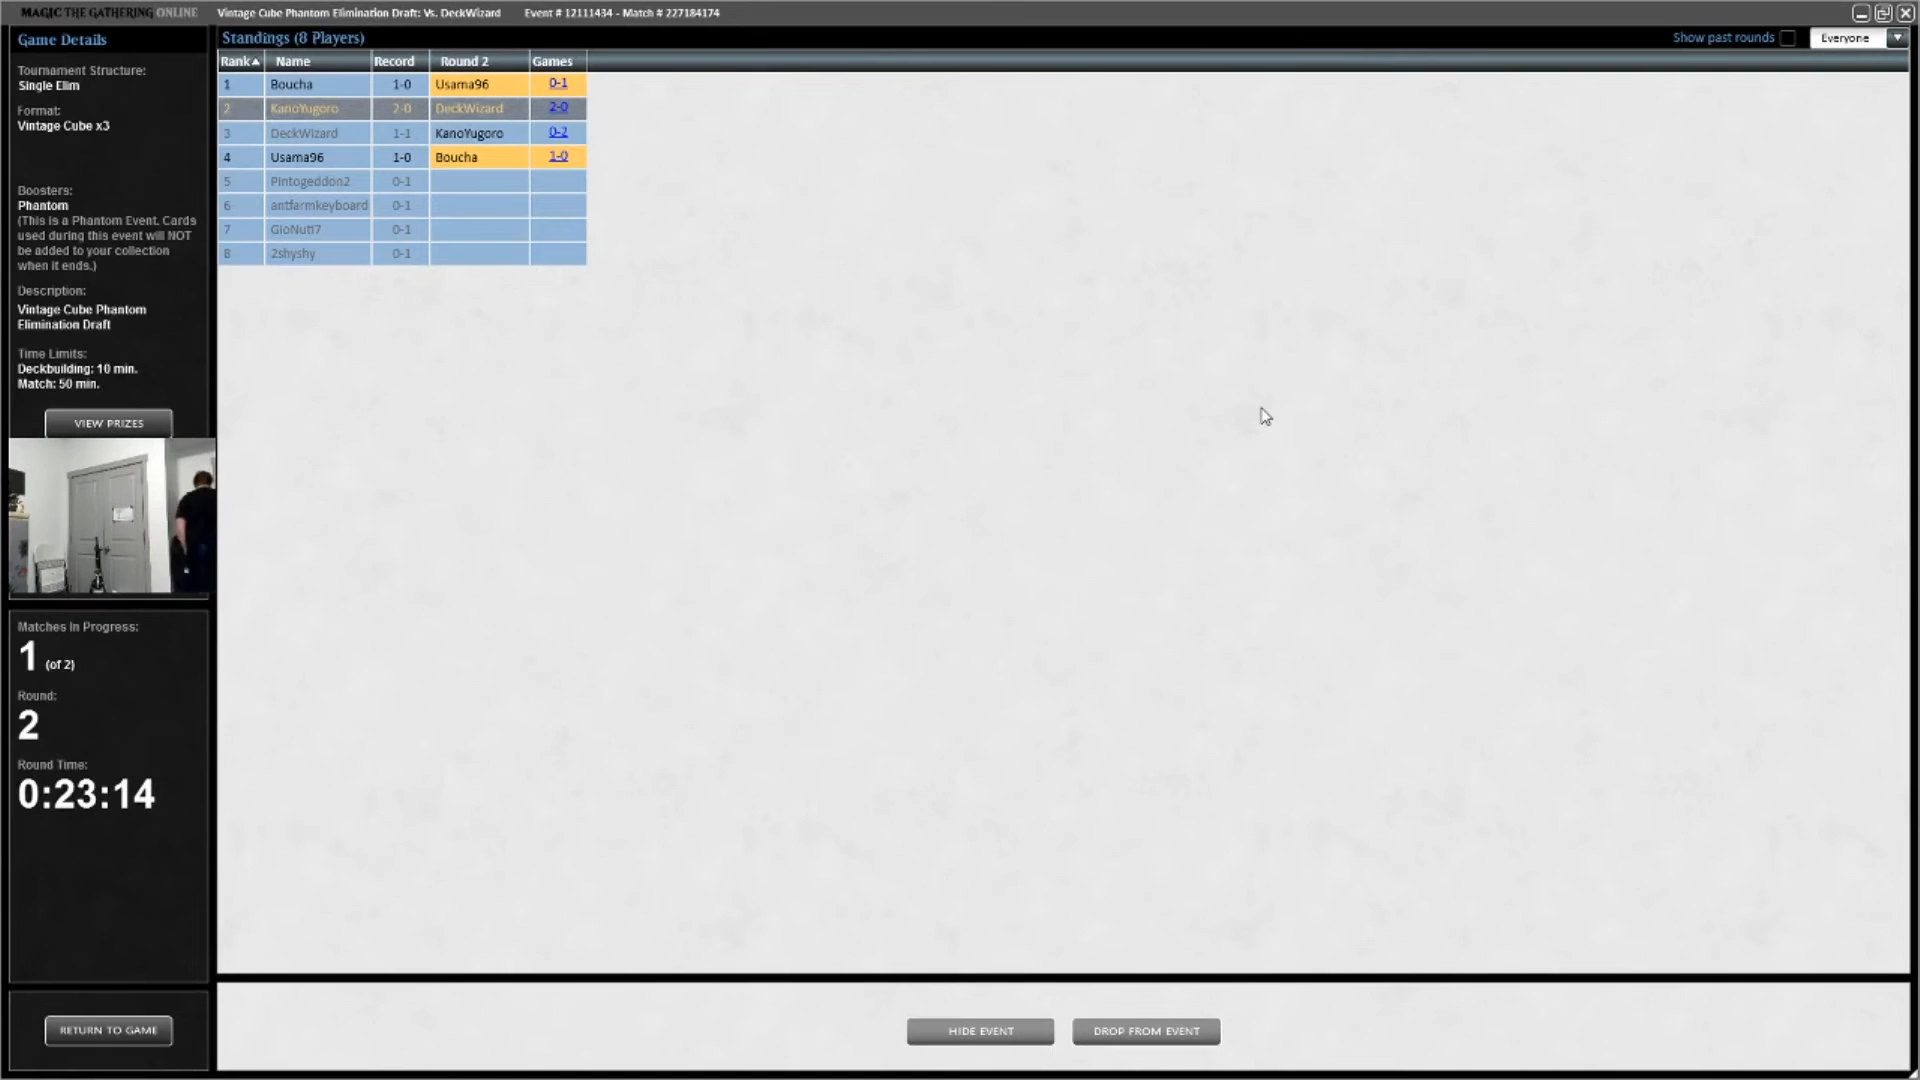 MAGIC THE GATHERING ONLINE Vintage Cube Phantom Elimination Draft: Vs. DeckWizard Event # 12111434 - Match # 227184174
Game Details
Tournament Structure:
Single Elim
Format:
Vintage Cube x3
Boosters:
Phantom
(This is a Phantom Event. Cards
used during this event will NOT
be added to your collection
when it ends.)
Description:
Vintage Cube Phantom
Elimination Draft
Time Limits:
Deckbuilding: 10 min.
Match: 50 min.
VIEW PRIZES
Matches In Progress:
1 (of 2)
Round:
2
Round Time:
0:23:14
RETURN TO GAME
Standings (8 Players) Show past rounds Everyone
Rank Name Record Round 2 Games
1 Boucha 1-0 Usama96 0-1
2 KanoYugoro 2-0 DeckWizard 2-0
3 DeckWizard 1-1 KanoYugoro 0-2
4 Usama96 1-0 Boucha 1-0
5 Pintogeddon2 0-1
6 antfarmkeyboard 0-1
7 GioNuti7 0-1
8 2shyshy 0-1
HIDE EVENT DROP FROM EVENT